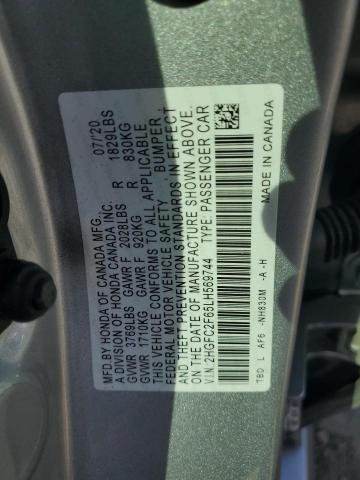 MFD. BY HONDA OF CANADA MFG. 07/'20
A DIVISION OF HONDA CANADA INC.
GVWR 3769LBS GAWR F 2028LBS R 1829LBS
GVWR 1710KG GAWR F 920KG R 830KG
THIS VEHICLE CONFORMS TO ALL APPLICABLE
FEDERAL MOTOR VEHICLE SAFETY, BUMPER,
AND THEFT PREVENTION STANDARDS IN EFFECT
ON THE DATE OF MANUFACTURE SHOWN ABOVE.
V.I.N. 2HGFC2F65LH569744 TYPE: PASSENGER CAR
TBD L AF6 -NH830M -A -H MADE IN CANADA